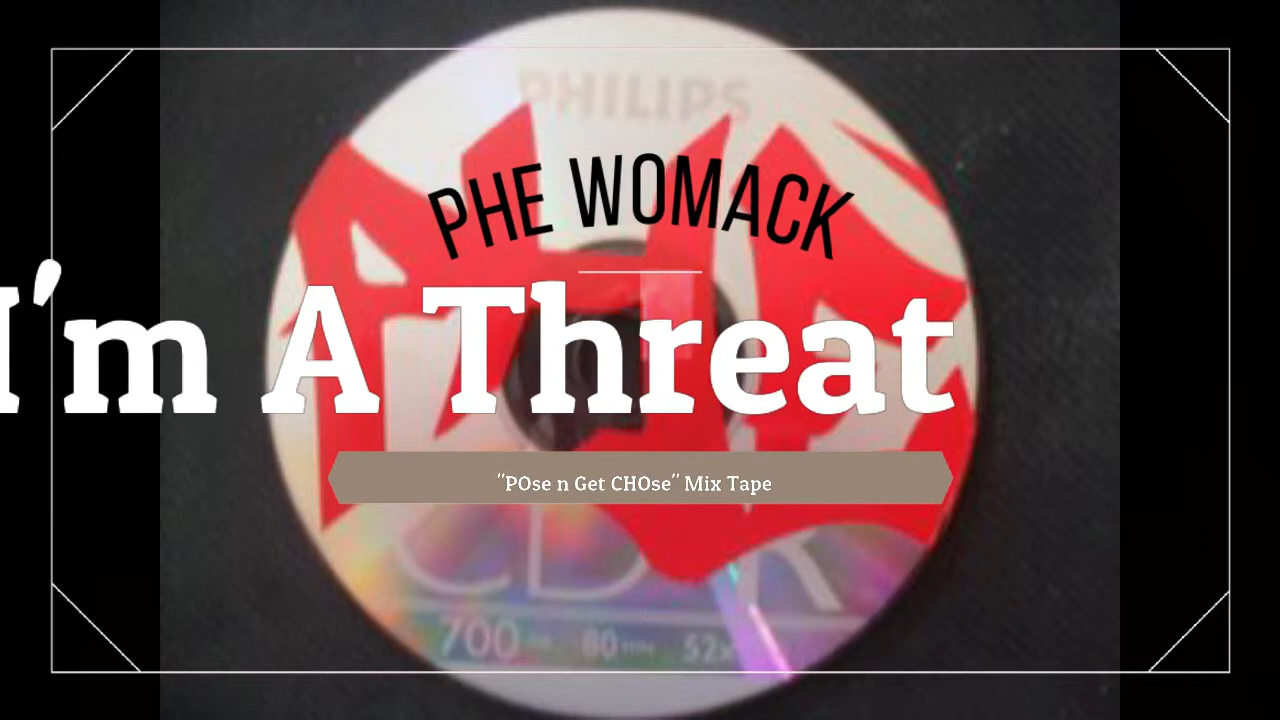 PHILIPS
PHE WOMACK
I'm A Threat
"POse n Get CHOse" Mix Tape
CD-R
700 80 52x